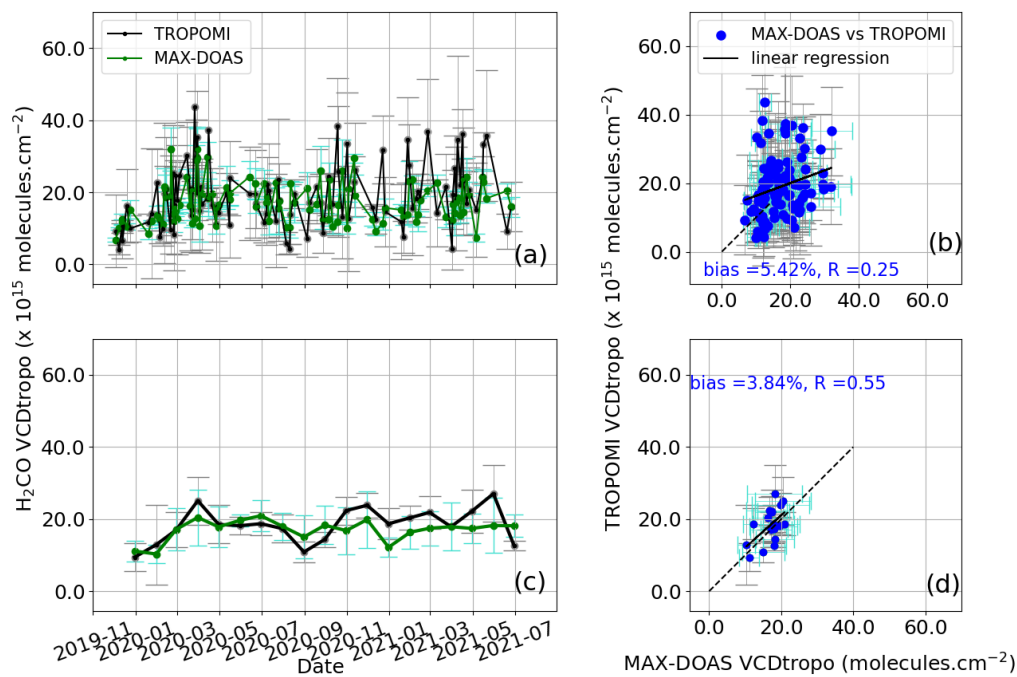 TROPOMI
MAX-DOAS
60.0
40.0
20.0
0.0
(a)
H₂CO VCDtropo (x 10¹⁵ molecules.cm⁻²)
MAX-DOAS vs TROPOMI
linear regression
60.0
40.0
20.0
0.0
(b)
bias =5.42%, R =0.25
0.0 20.0 40.0 60.0
TROPOMI VCDtropo (x 10¹⁵ molecules.cm⁻²)
60.0
40.0
20.0
0.0
(c)
2019-11 2020-01 2020-03 2020-05 2020-07 2020-09 2020-11 2021-01 2021-03 2021-05 2021-07
Date
60.0
bias =3.84%, R =0.55
40.0
20.0
0.0
(d)
0.0 20.0 40.0 60.0
MAX-DOAS VCDtropo (molecules.cm⁻²)